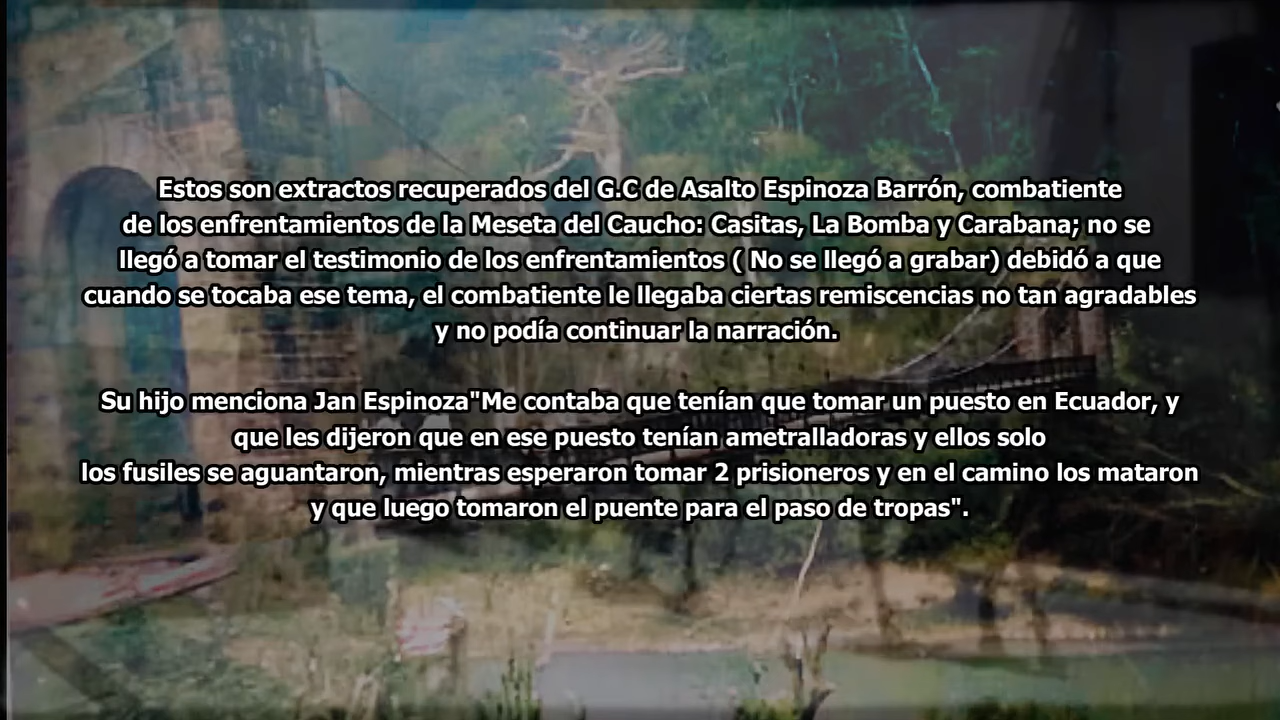 Estos son extractos recuperados del G.C de Asalto Espinoza Barrón, combatiente
de los enfrentamientos de la Meseta del Caucho: Casitas, La Bomba y Carabana; no se
llegó a tomar el testimonio de los enfrentamientos ( No se llegó a grabar) debidó a que
cuando se tocaba ese tema, el combatiente le llegaba ciertas remiscencias no tan agradables
y no podía continuar la narración.
Su hijo menciona Jan Espinoza"Me contaba que tenían que tomar un puesto en Ecuador, y
que les dijeron que en ese puesto tenían ametralladoras y ellos solo
los fusiles se aguantaron, mientras esperaron tomar 2 prisioneros y en el camino los mataron
y que luego tomaron el puente para el paso de tropas".